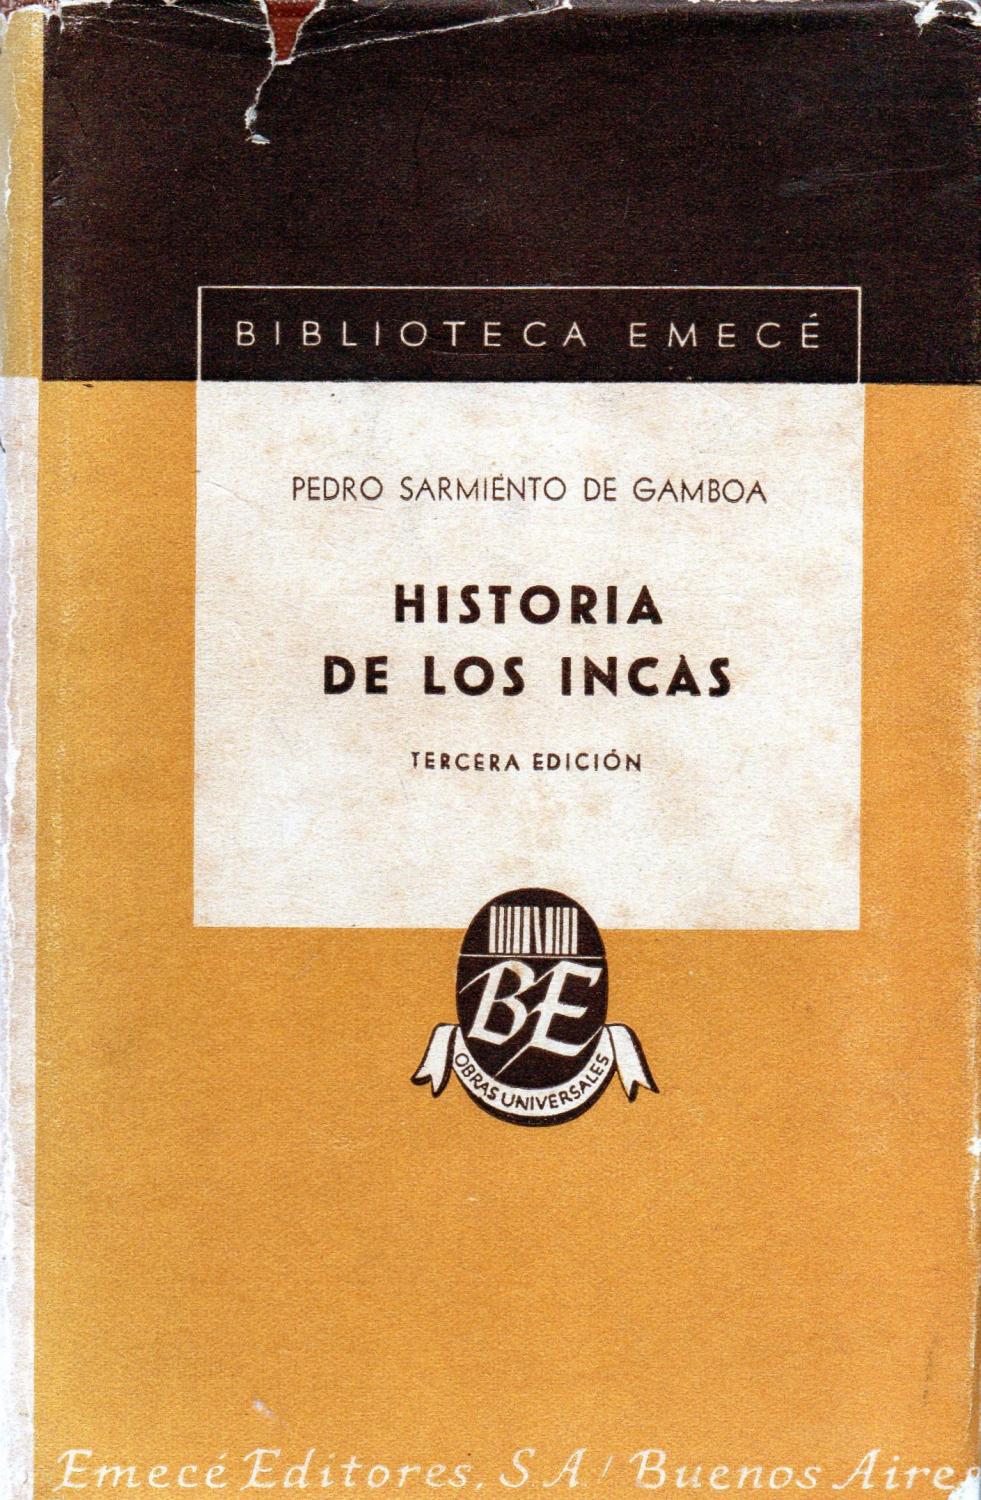 BIBLIOTECA EMECÉ
PEDRO SARMIENTO DE GAMBOA
HISTORIA
DE LOS INCAS
TERCERA EDICIÓN
BE
OBRAS UNIVERSALES
Emecé Editores, S.A / Buenos Aires